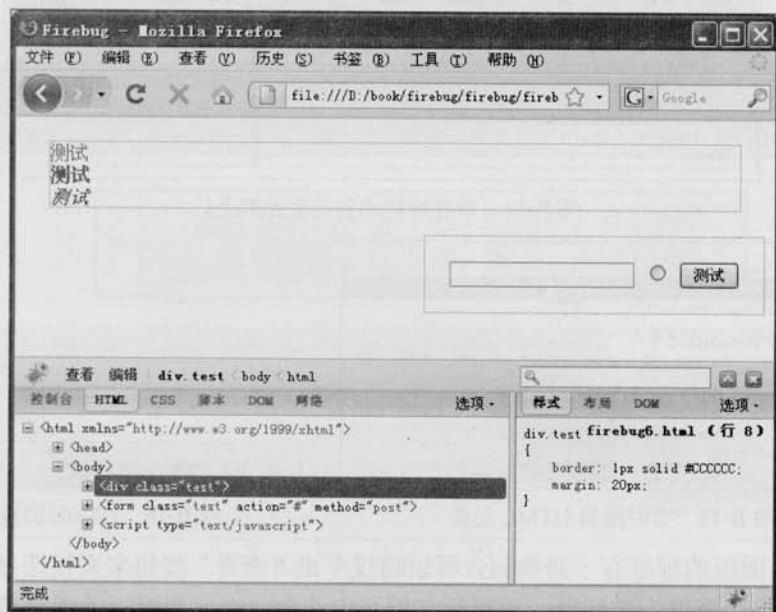 Firebug - Mozilla Firefox
文件 (F) 编辑 (E) 查看 (V) 历史 (S) 书签 (B) 工具 (T) 帮助 (H)
file:///D:/book/firebug/firebug/fireb
Google
测试
测试
测试
测试
查看 编辑 div.test < body < html
控制台 HTML CSS 脚本 DOM 网络 选项
样式 布局 DOM 选项
<html xmlns="http://www.w3.org/1999/xhtml">
<head>
<body>
<div class="text">
<form class="text" action="#" method="post">
<script type="text/javascript">
</body>
</html>
div.test firebug6.html (行 8)
{
border: 1px solid #CCCCCC;
margin: 20px;
}
完成